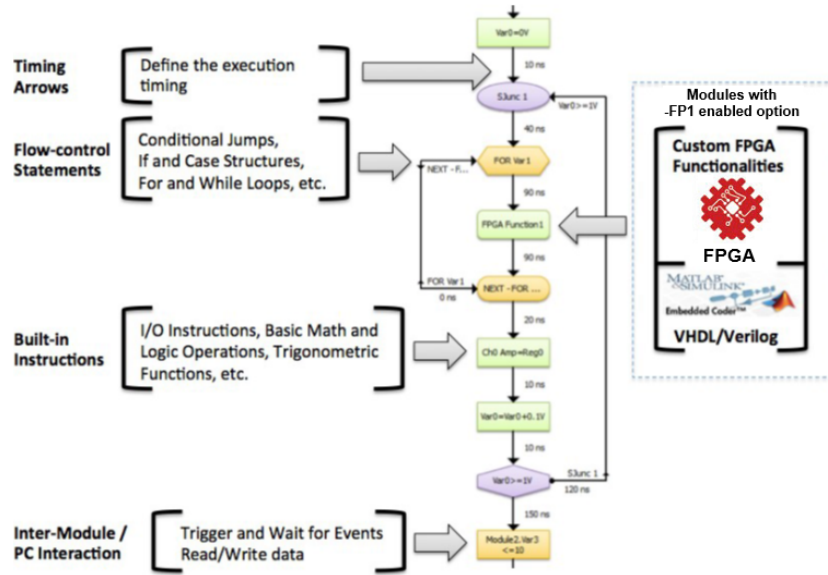 Timing
Arrows
Define the execution
timing
Flow-control
Statements
Conditional Jumps,
If and Case Structures,
For and While Loops, etc.
Built-in
Instructions
I/O Instructions, Basic Math and
Logic Operations, Trigonometric
Functions, etc.
Inter-Module /
PC Interaction
Trigger and Wait for Events
Read/Write data
Var0=0V
10 ns
SJunc 1
Var0>=1V
40 ns
FOR Var1
NEXT - F...
90 ns
FPGA Function1
90 ns
FOR Var1
0 ns
NEXT -FOR ...
20 ns
Ch0 Amp=Reg0
10 ns
Var0=Var0+0.1V
10 ns
Var0>=1V
SJunc 1
120 ns
150 ns
Module2.Var3
<=10
Modules with
-FP1 enabled option
Custom FPGA
Functionalities
FPGA
MATLAB
&SIMULINK
Embedded Coder™
VHDL/Verilog